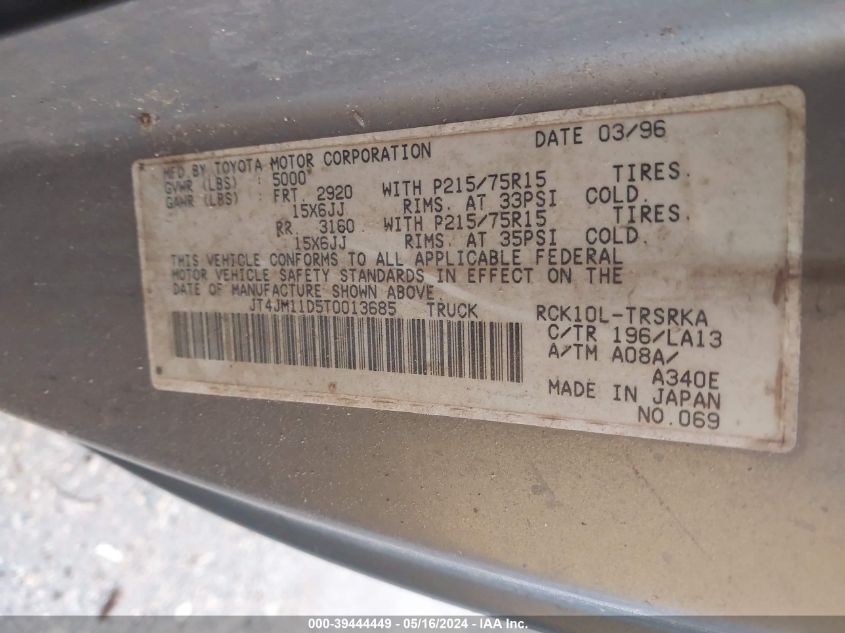 MFD BY TOYOTA MOTOR CORPORATION DATE 03/96
GVWR (LBS) : 5000
GAWR (LBS) : FRT. 2920 WITH P215/75R15 TIRES.
15X6JJ RIMS. AT 33PSI COLD.
RR. 3160 WITH P215/75R15 TIRES.
15X6JJ RIMS. AT 35PSI COLD.
THIS VEHICLE CONFORMS TO ALL APPLICABLE FEDERAL
MOTOR VEHICLE SAFETY STANDARDS IN EFFECT ON THE
DATE OF MANUFACTURE SHOWN ABOVE.
JT4JM11D5T0013685 TRUCK RCK10L-TRSRKA
C/TR 196/LA13
A/TM A08A/
A340E
MADE IN JAPAN
NO.069
000-39444449 - 05/16/2024 - IAA Inc.